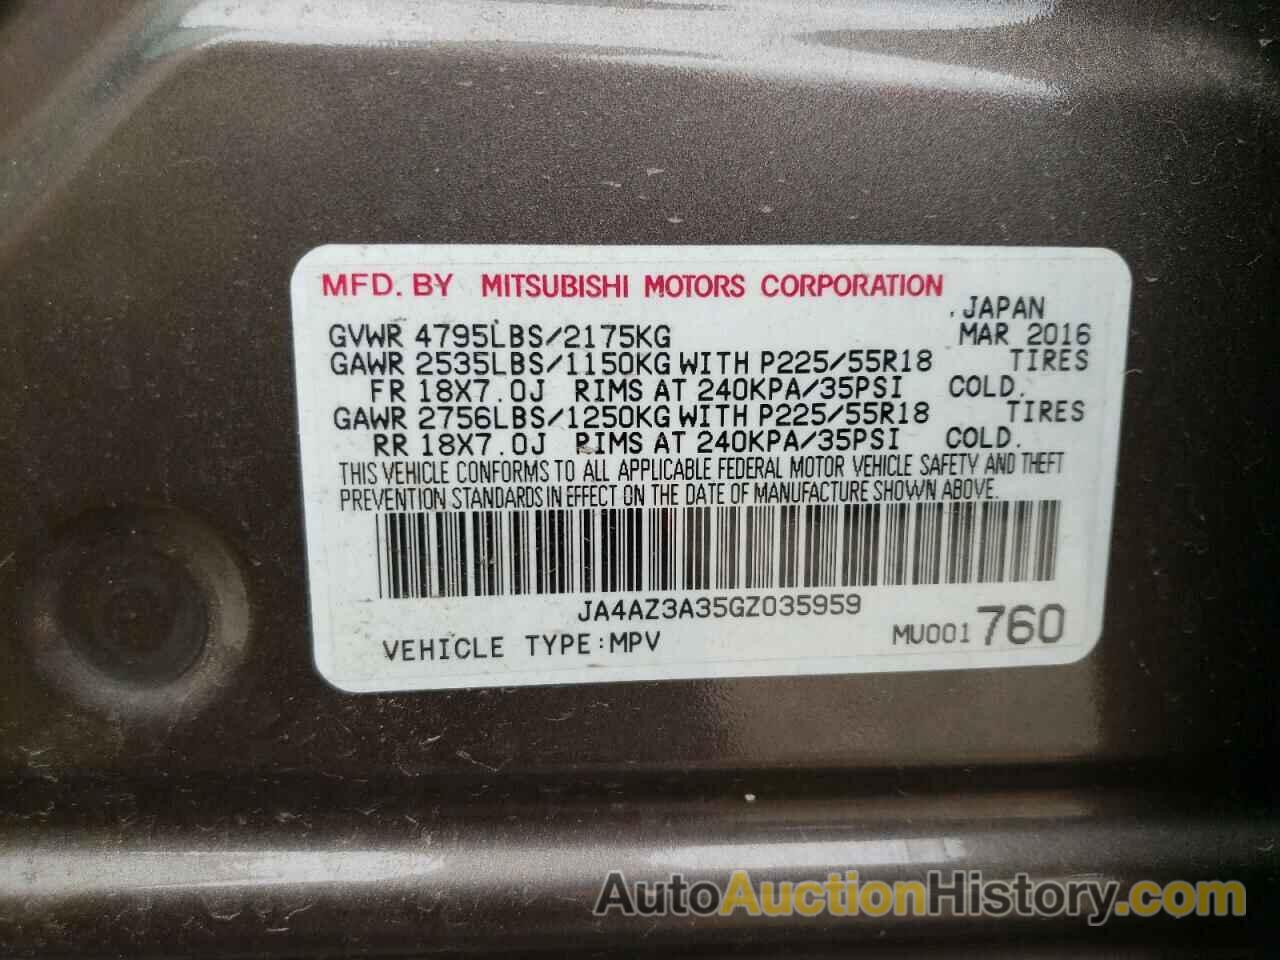 MFD. BY MITSUBISHI MOTORS CORPORATION
JAPAN
GVWR 4795LBS/2175KG MAR 2016
GAWR 2535LBS/1150KG WITH P225/55R18 TIRES
FR 18X7.0J RIMS AT 240KPA/35PSI COLD.
GAWR 2756LBS/1250KG WITH P225/55R18 TIRES
RR 18X7.0J RIMS AT 240KPA/35PSI COLD.
THIS VEHICLE CONFORMS TO ALL APPLICABLE FEDERAL MOTOR VEHICLE SAFETY AND THEFT
PREVENTION STANDARDS IN EFFECT ON THE DATE OF MANUFACTURE SHOWN ABOVE.
JA4AZ3A35GZ035959
VEHICLE TYPE:MPV MU001 760
AutoAuctionHistory.com